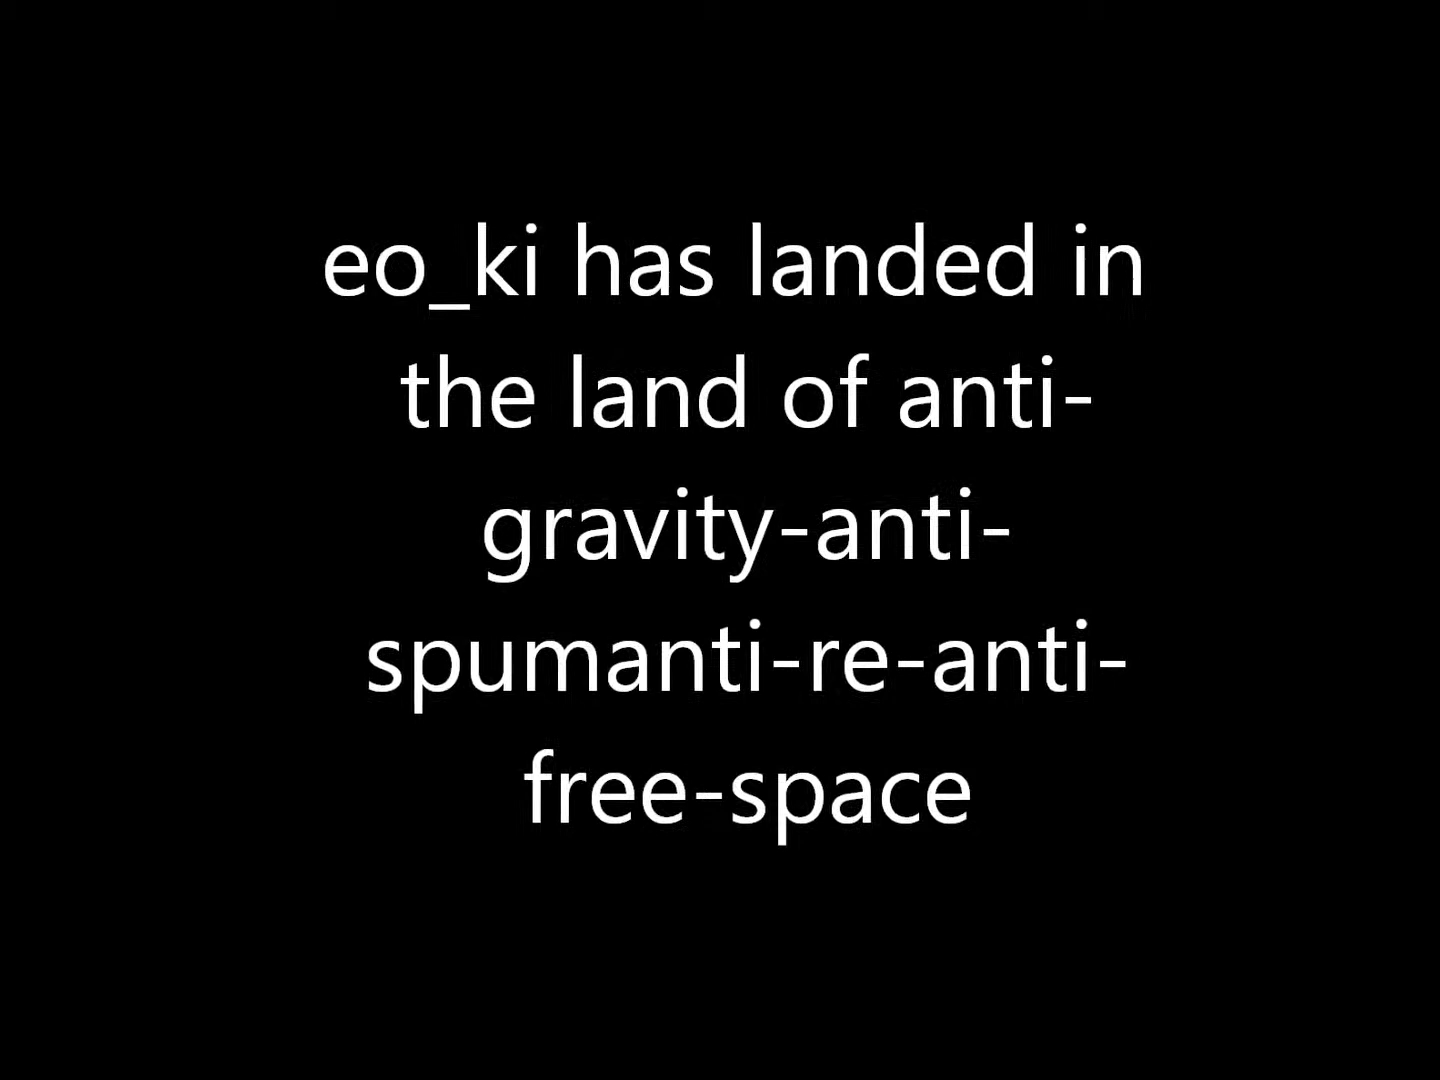 eo_ki has landed in
the land of anti-
gravity-anti-
spumanti-re-anti-
free-space